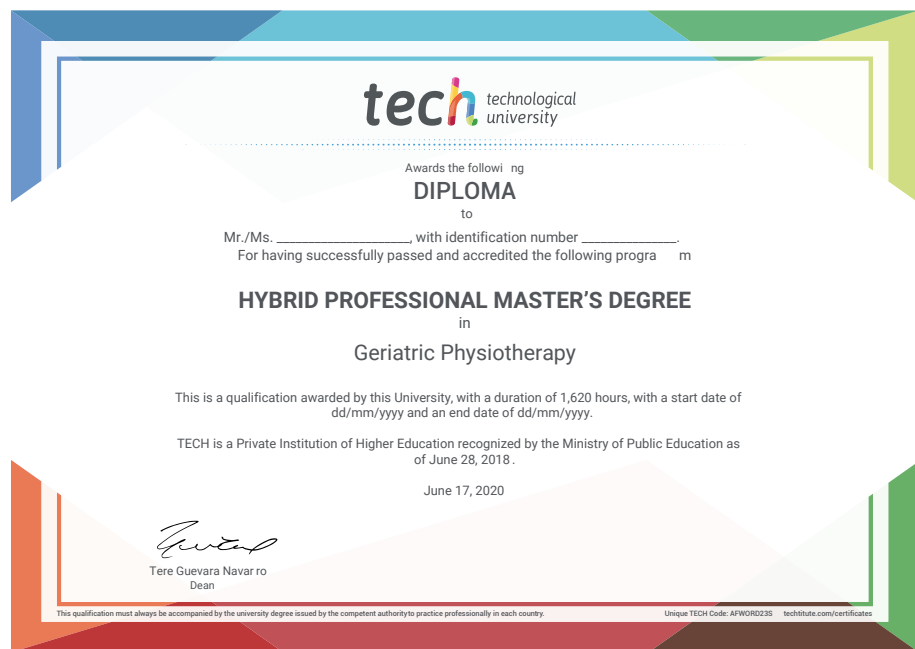 tech technological
university
Awards the followi ng
DIPLOMA
to
Mr./Ms. ____________________, with identification number ______________.
For having successfully passed and accredited the following progra m
HYBRID PROFESSIONAL MASTER'S DEGREE
in
Geriatric Physiotherapy
This is a qualification awarded by this University, with a duration of 1,620 hours, with a start date of
dd/mm/yyyy and an end date of dd/mm/yyyy.
TECH is a Private Institution of Higher Education recognized by the Ministry of Public Education as
of June 28, 2018 .
June 17, 2020
Tere Guevara Navar ro
Dean
This qualification must always be accompanied by the university degree issued by the competent authority to practice professionally in each country.
Unique TECH Code: AFWORD23S techtitute.com/certificates